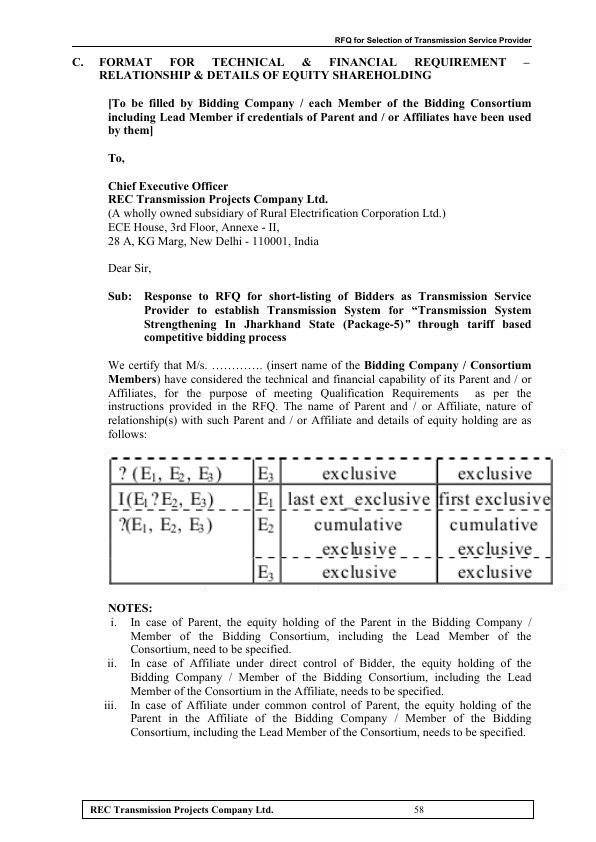 RFQ for Selection of Transmission Service Provider
C. FORMAT FOR TECHNICAL & FINANCIAL REQUIREMENT –
RELATIONSHIP & DETAILS OF EQUITY SHAREHOLDING
[To be filled by Bidding Company / each Member of the Bidding Consortium
including Lead Member if credentials of Parent and / or Affiliates have been used
by them]
To,
Chief Executive Officer
REC Transmission Projects Company Ltd.
(A wholly owned subsidiary of Rural Electrification Corporation Ltd.)
ECE House, 3rd Floor, Annexe - II,
28 A, KG Marg, New Delhi - 110001, India
Dear Sir,
Sub: Response to RFQ for short-listing of Bidders as Transmission Service
Provider to establish Transmission System for “Transmission System
Strengthening In Jharkhand State (Package-5)” through tariff based
competitive bidding process
We certify that M/s. …………. (insert name of the Bidding Company / Consortium
Members) have considered the technical and financial capability of its Parent and / or
Affiliates, for the purpose of meeting Qualification Requirements as per the
instructions provided in the RFQ. The name of Parent and / or Affiliate, nature of
relationship(s) with such Parent and / or Affiliate and details of equity holding are as
follows:
? (E₁, E₂, E₃) E₃ exclusive exclusive
I(E₁?E₂, E₃) E₁ last ext_exclusive first exclusive
?(E₁, E₂, E₃) E₂ cumulative cumulative
exclusive exclusive
E₃ exclusive exclusive
NOTES:
i. In case of Parent, the equity holding of the Parent in the Bidding Company /
Member of the Bidding Consortium, including the Lead Member of the
Consortium, need to be specified.
ii. In case of Affiliate under direct control of Bidder, the equity holding of the
Bidding Company / Member of the Bidding Consortium, including the Lead
Member of the Consortium in the Affiliate, needs to be specified.
iii. In case of Affiliate under common control of Parent, the equity holding of the
Parent in the Affiliate of the Bidding Company / Member of the Bidding
Consortium, including the Lead Member of the Consortium, needs to be specified.
REC Transmission Projects Company Ltd. 58